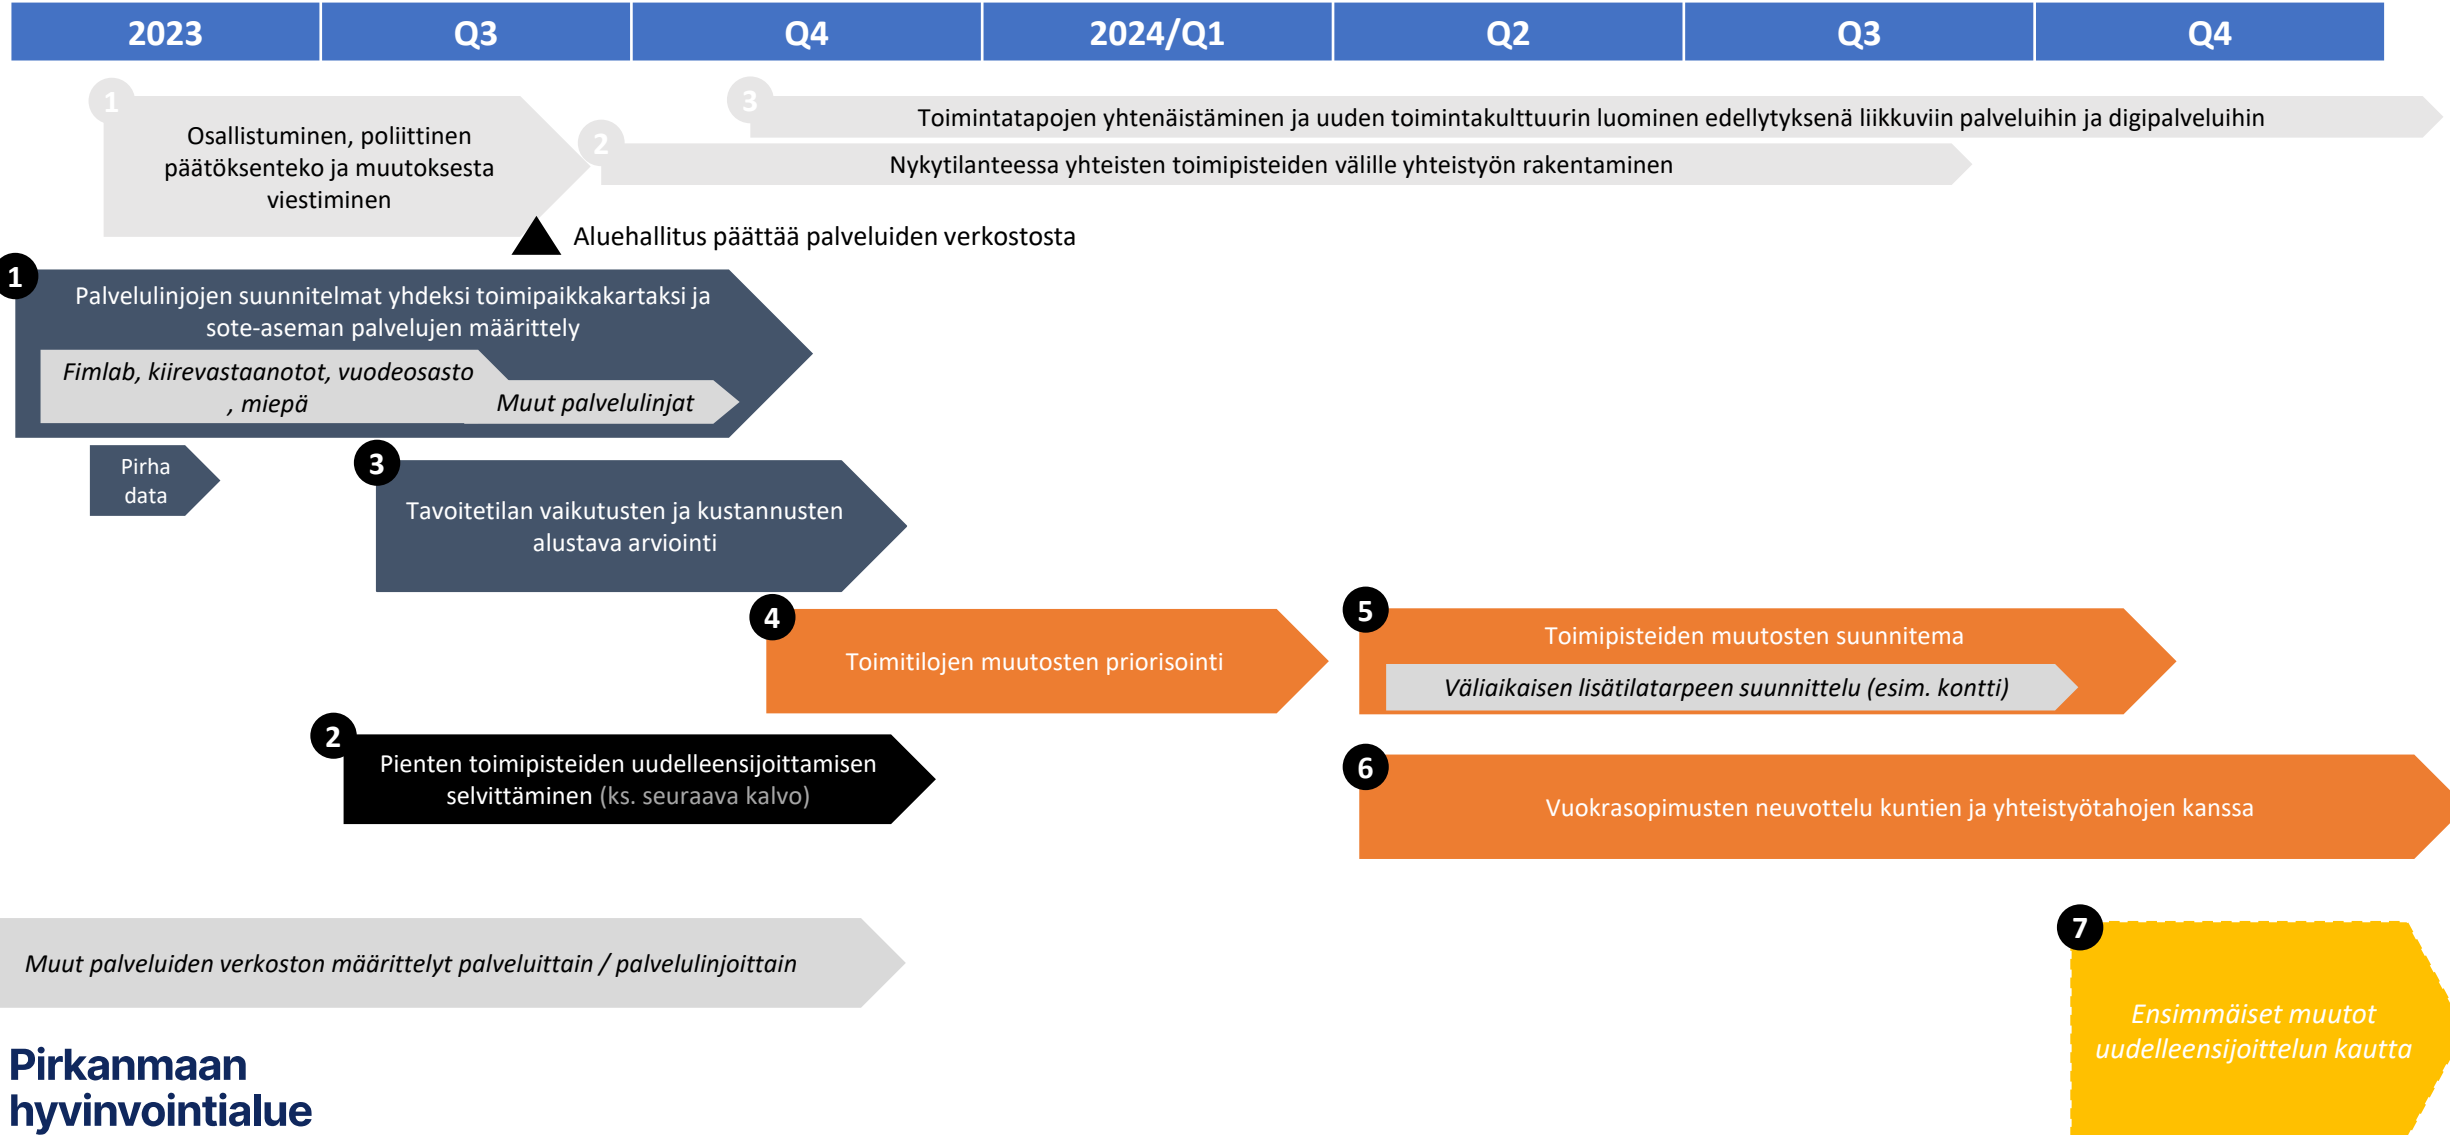 2023
Q3
Q4
2024/Q1
Q2
Q3
Q4
1
Osallistuminen, poliittinen
päätöksenteko ja muutoksesta
viestiminen
3
Toimintatapojen yhtenäistäminen ja uuden toimintakulttuurin luominen edellytyksenä liikkuviin palveluihin ja digipalveluihin
2
Nykytilanteessa yhteisten toimipisteiden välille yhteistyön rakentaminen
Aluehallitus päättää palveluiden verkostosta
1
Palvelulinjojen suunnitelmat yhdeksi toimipaikkakartaksi ja
sote-aseman palvelujen määrittely
Fimlab, kiirevastaanotot, vuodeosasto
, miepä
Muut palvelulinjat
Pirha
data
3
Tavoitetilan vaikutusten ja kustannusten
alustava arviointi
4
Toimitilojen muutosten priorisointi
5
Toimipisteiden muutosten suunnitema
Väliaikaisen lisätilatarpeen suunnittelu (esim. kontti)
2
Pienten toimipisteiden uudelleensijoittamisen
selvittäminen (ks. seuraava kalvo)
6
Vuokrasopimusten neuvottelu kuntien ja yhteistyötahojen kanssa
Muut palveluiden verkoston määrittelyt palveluittain / palvelulinjoittain
7
Ensimmäiset muutot
uudelleensijoittelun kautta
Pirkanmaan
hyvinvointialue